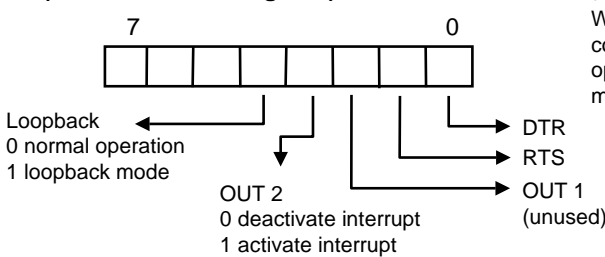 7 0
Loopback
0 normal operation
1 loopback mode
OUT 2
0 deactivate interrupt
1 activate interrupt
DTR
RTS
OUT 1
(unused)